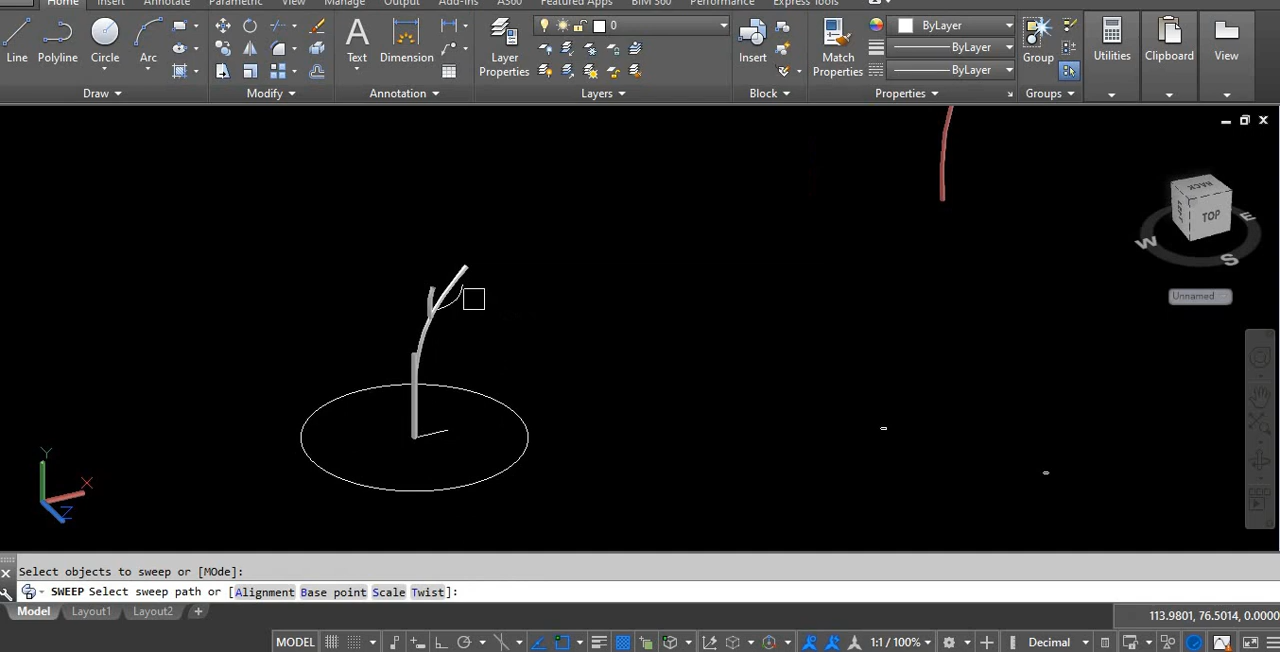 Home Insert Annotate Parametric View Manage Output Add-ins A360 Featured Apps BIM 360 Performance Express Tools
Line Polyline Circle Arc
Text Dimension
Layer
Properties
0
Insert
Match
Properties
ByLayer
ByLayer
ByLayer
Group
Utilities
Clipboard
View
Draw Modify Annotation Layers Block Properties Groups
BACK
LEFT
TOP
W E
S
Unnamed
Y
X
Z
Select objects to sweep or [MOde]:
SWEEP Select sweep path or [Alignment Base point Scale Twist]:
Model Layout1 Layout2 +
113.9801, 76.5014, 0.0000
MODEL 1:1 / 100% Decimal